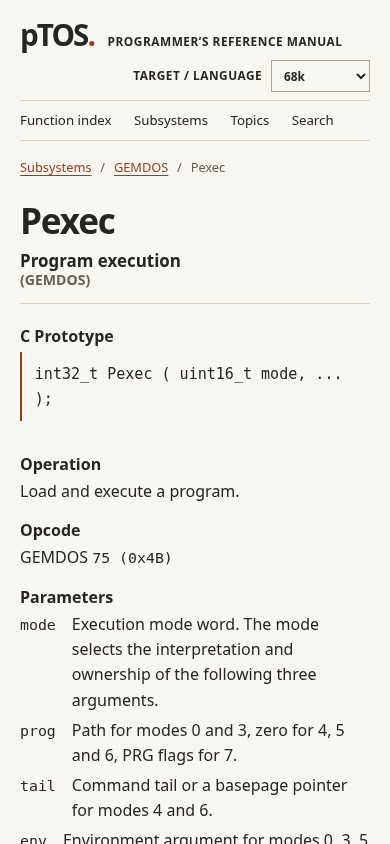 pTOS. PROGRAMMER’S REFERENCE MANUAL
TARGET / LANGUAGE 68k
Function index Subsystems Topics Search
Subsystems / GEMDOS / Pexec
Pexec
Program execution
(GEMDOS)
C Prototype
int32_t Pexec ( uint16_t mode, ...
);
Operation
Load and execute a program.
Opcode
GEMDOS 75 (0x4B)
Parameters
mode Execution mode word. The mode
selects the interpretation and
ownership of the following three
arguments.
prog Path for modes 0 and 3, zero for 4, 5
and 6, PRG flags for 7.
tail Command tail or a basepage pointer
for modes 4 and 6.
env Environment argument for modes 0, 3, 5